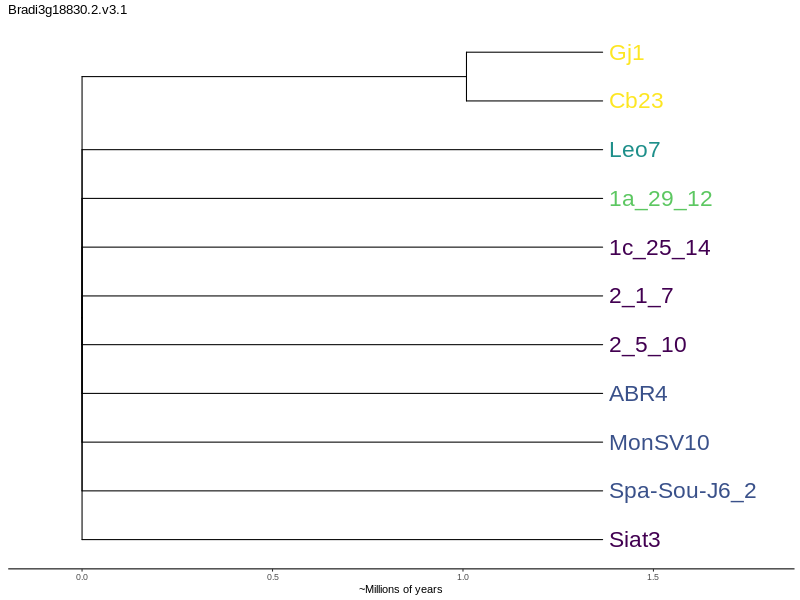 Bradi3g18830.2.v3.1
Gj1
Cb23
Leo7
1a_29_12
1c_25_14
2_1_7
2_5_10
ABR4
MonSV10
Spa-Sou-J6_2
Siat3
0.0 0.5 1.0 1.5
~Millions of years